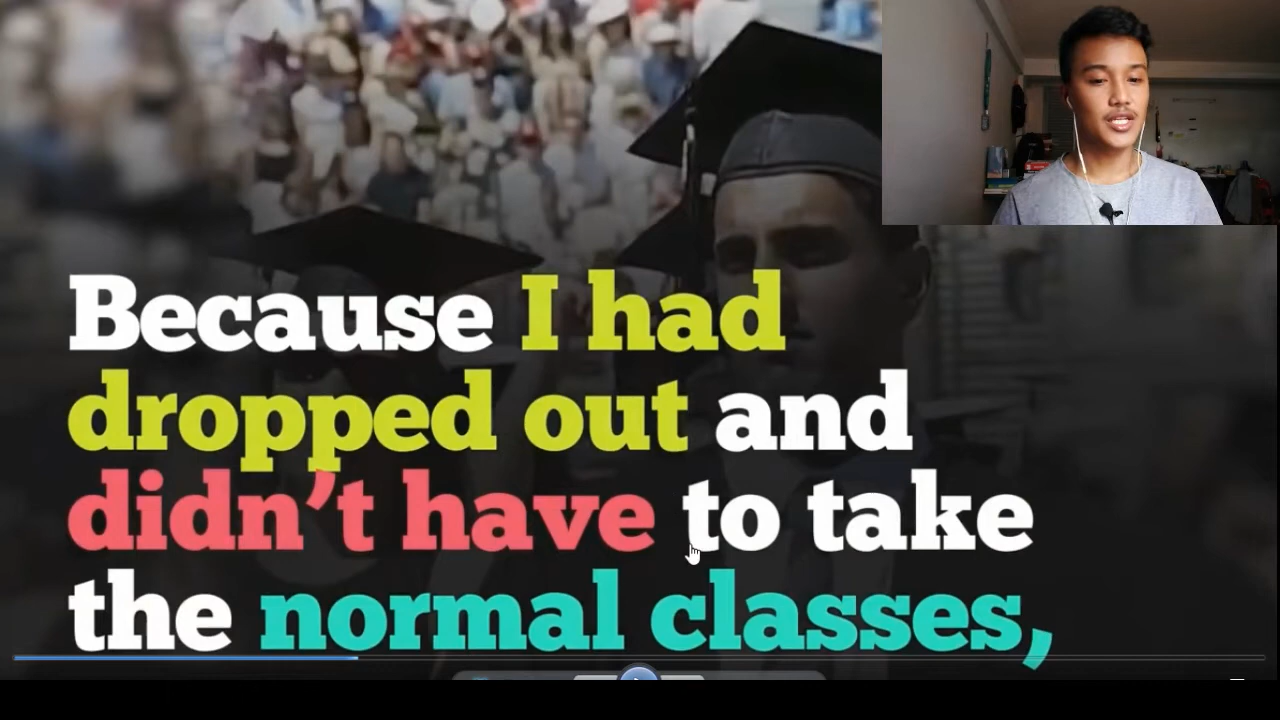 Because I had
dropped out and
didn’t have to take
the normal classes,